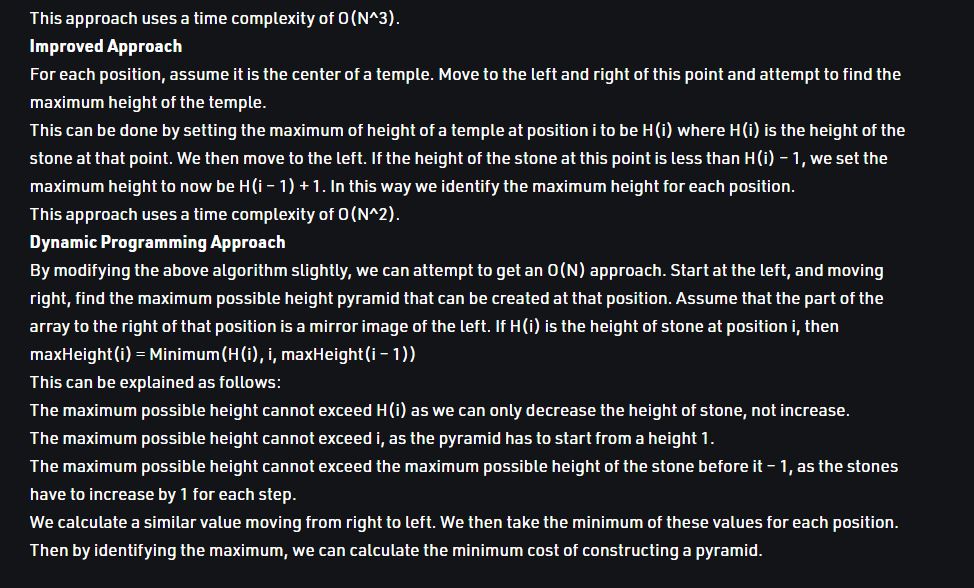 This approach uses a time complexity of O(N^3).
Improved Approach
For each position, assume it is the center of a temple. Move to the left and right of this point and attempt to find the
maximum height of the temple.
This can be done by setting the maximum of height of a temple at position i to be H(i) where H(i) is the height of the
stone at that point. We then move to the left. If the height of the stone at this point is less than H(i) – 1, we set the
maximum height to now be H(i – 1) + 1. In this way we identify the maximum height for each position.
This approach uses a time complexity of O(N^2).
Dynamic Programming Approach
By modifying the above algorithm slightly, we can attempt to get an O(N) approach. Start at the left, and moving
right, find the maximum possible height pyramid that can be created at that position. Assume that the part of the
array to the right of that position is a mirror image of the left. If H(i) is the height of stone at position i, then
maxHeight(i) = Minimum(H(i), i, maxHeight(i – 1))
This can be explained as follows:
The maximum possible height cannot exceed H(i) as we can only decrease the height of stone, not increase.
The maximum possible height cannot exceed i, as the pyramid has to start from a height 1.
The maximum possible height cannot exceed the maximum possible height of the stone before it – 1, as the stones
have to increase by 1 for each step.
We calculate a similar value moving from right to left. We then take the minimum of these values for each position.
Then by identifying the maximum, we can calculate the minimum cost of constructing a pyramid.